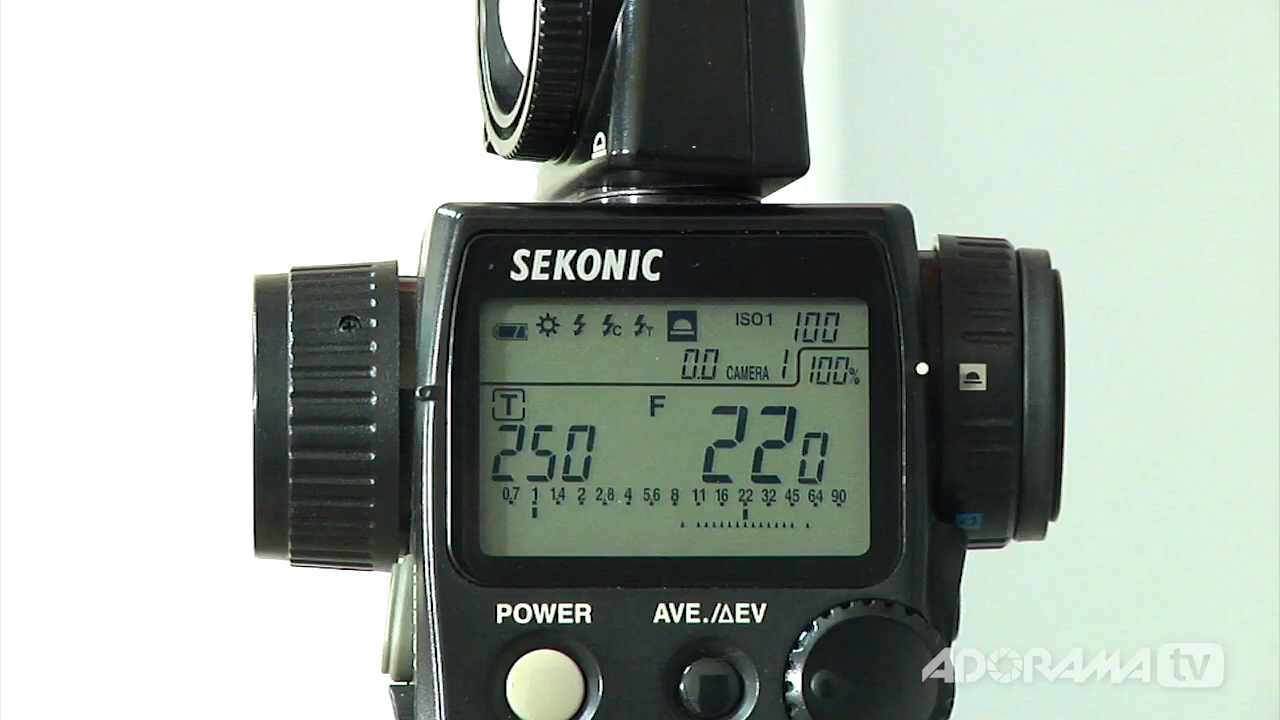 SEKONIC
C T ISO1 100
0.0 CAMERA 1 100%
T F
250 22 0
0.7 1 1.4 2 2.8 4 5.6 8 11 16 22 32 45 64 90
POWER AVE./ΔEV
ADORAMA tv